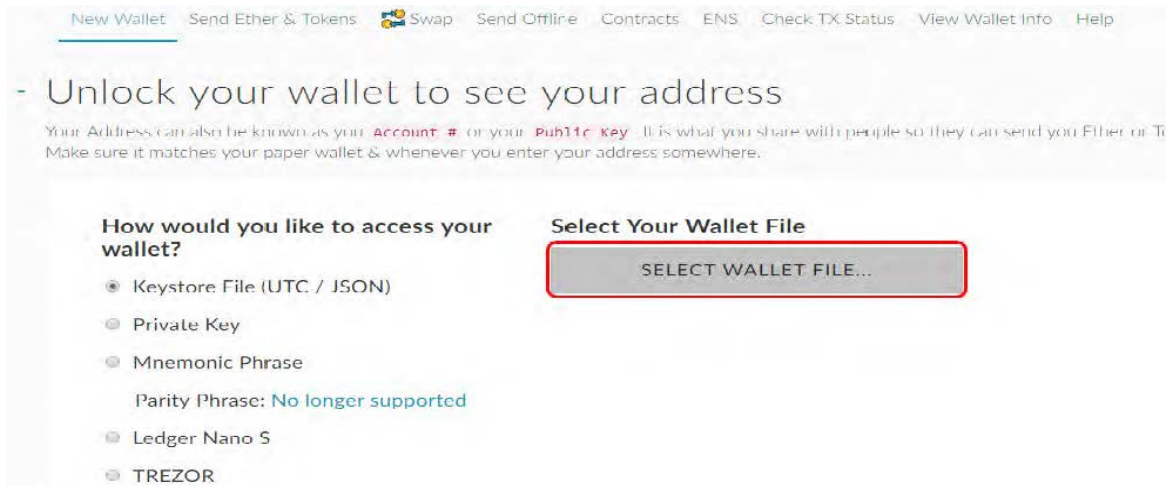 New Wallet Send Ether & Tokens Swap Send Offline Contracts ENS Check TX Status View Wallet Info Help
- Unlock your wallet to see your address
Your Address can also be known as you Account # or your Public Key. It is what you share with people so they can send you Ether or To
Make sure it matches your paper wallet & whenever you enter your address somewhere.
How would you like to access your
wallet?
Keystore File (UTC / JSON)
Private Key
Mnemonic Phrase
Parity Phrase: No longer supported
Ledger Nano S
TREZOR
Select Your Wallet File
SELECT WALLET FILE...